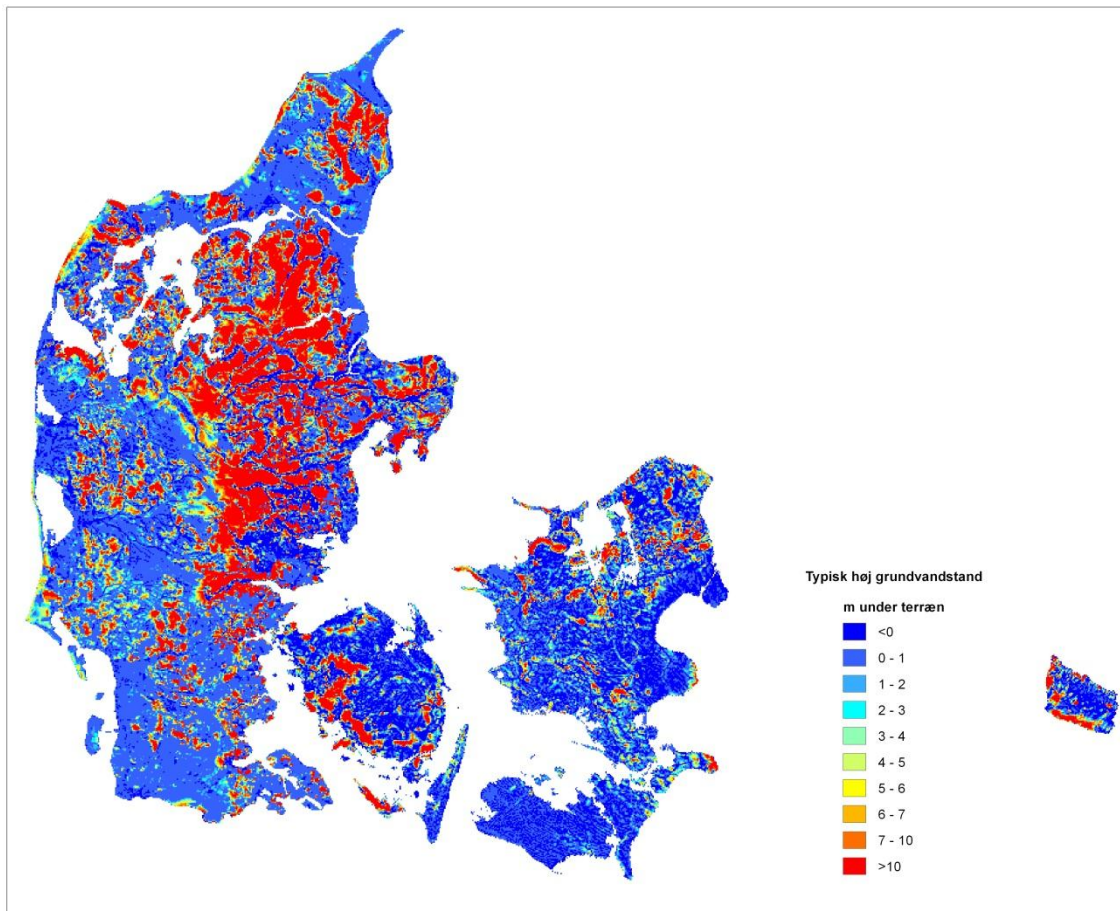 Typisk høj grundvandstand
m under terræn
<0
0 - 1
1 - 2
2 - 3
3 - 4
4 - 5
5 - 6
6 - 7
7 - 10
>10